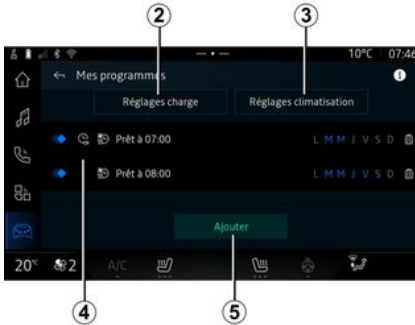 2 3
10°C 07:46
Mes programmes
Réglages charge Réglages climatisation
Prêt à 07:00 L M M J V S D
Prêt à 08:00 L M M J V S D
Ajouter
20°C 2 A/C
4 5